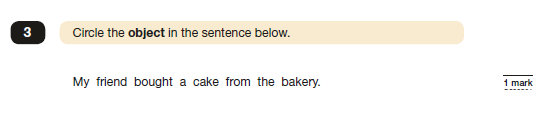 3
Circle the object in the sentence below.
My friend bought a cake from the bakery.
1 mark